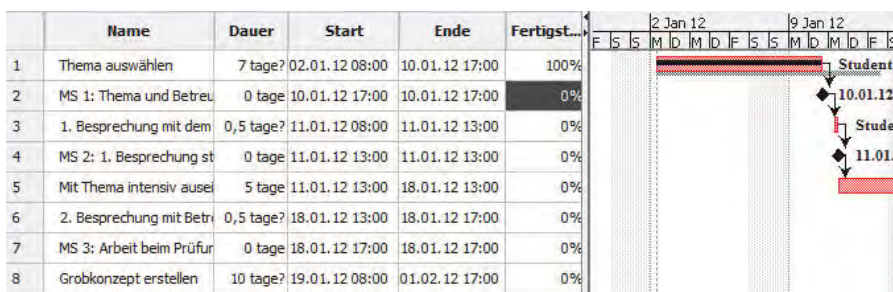 Name Dauer Start Ende Fertigst... 2 Jan 12 9 Jan 12
F S S M D M D F S S M D M D F S
1 Thema auswählen 7 tage? 02.01.12 08:00 10.01.12 17:00 100% Student
2 MS 1: Thema und Betreu 0 tage 10.01.12 17:00 10.01.12 17:00 0% 10.01.12
3 1. Besprechung mit dem 0,5 tage? 11.01.12 08:00 11.01.12 13:00 0% Stude
4 MS 2: 1. Besprechung st 0 tage 11.01.12 13:00 11.01.12 13:00 0% 11.01.
5 Mit Thema intensiv ausei 5 tage 11.01.12 13:00 18.01.12 13:00 0%
6 2. Besprechung mit Betr 0,5 tage? 18.01.12 13:00 18.01.12 17:00 0%
7 MS 3: Arbeit beim Prüfur 0 tage 18.01.12 17:00 18.01.12 17:00 0%
8 Grobkonzept erstellen 10 tage? 19.01.12 08:00 01.02.12 17:00 0%